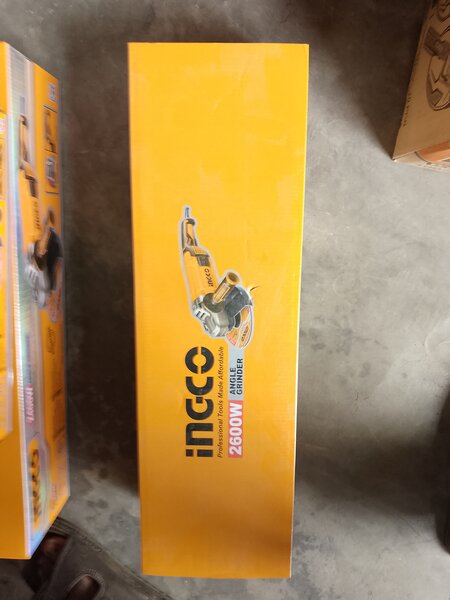 INGCO
Professional Tools Made Affordable
2600W
ANGLE
GRINDER